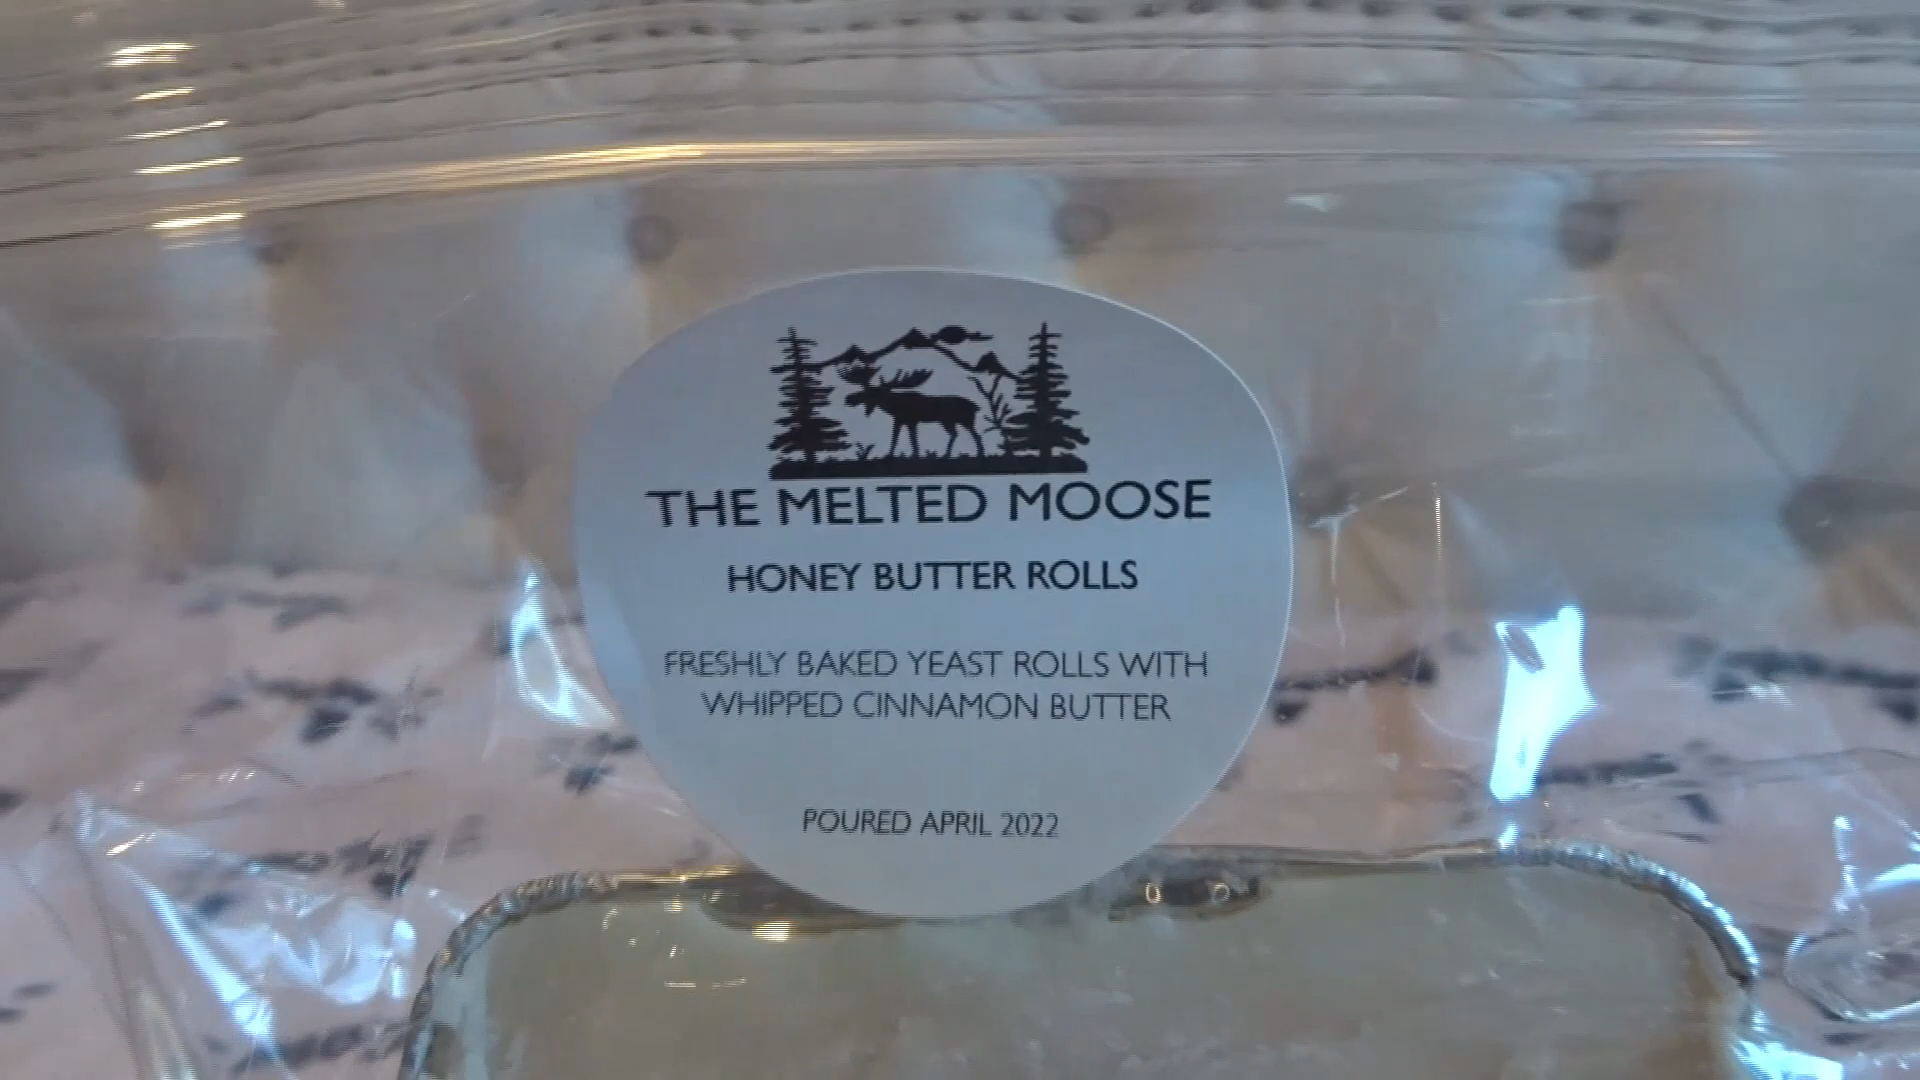 THE MELTED MOOSE
HONEY BUTTER ROLLS
FRESHLY BAKED YEAST ROLLS WITH
WHIPPED CINNAMON BUTTER
POURED APRIL 2022